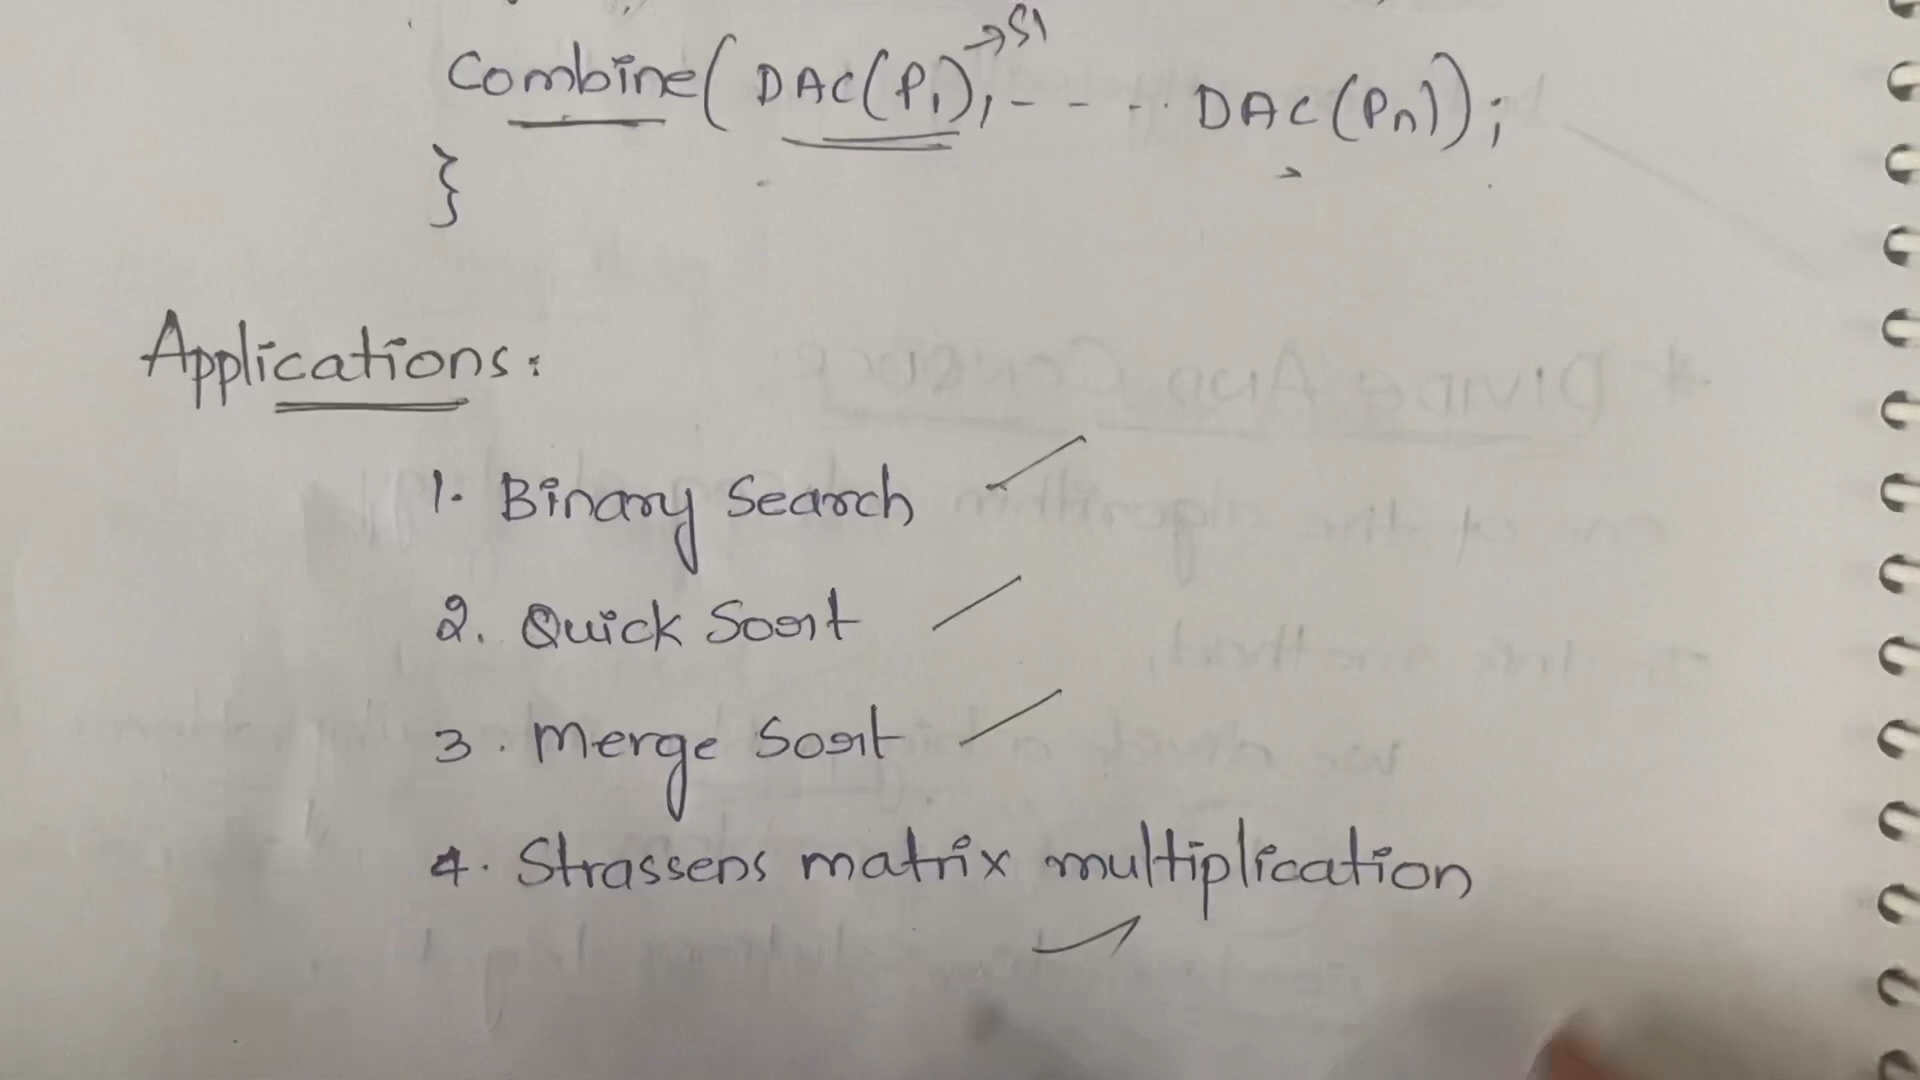 →S1
Combine(DAC(P1), - - - .. DAC(Pn));
}
Applications:
1. Binary Search
2. Quick Sort
3. Merge Sort
4. Strassens matrix multiplication